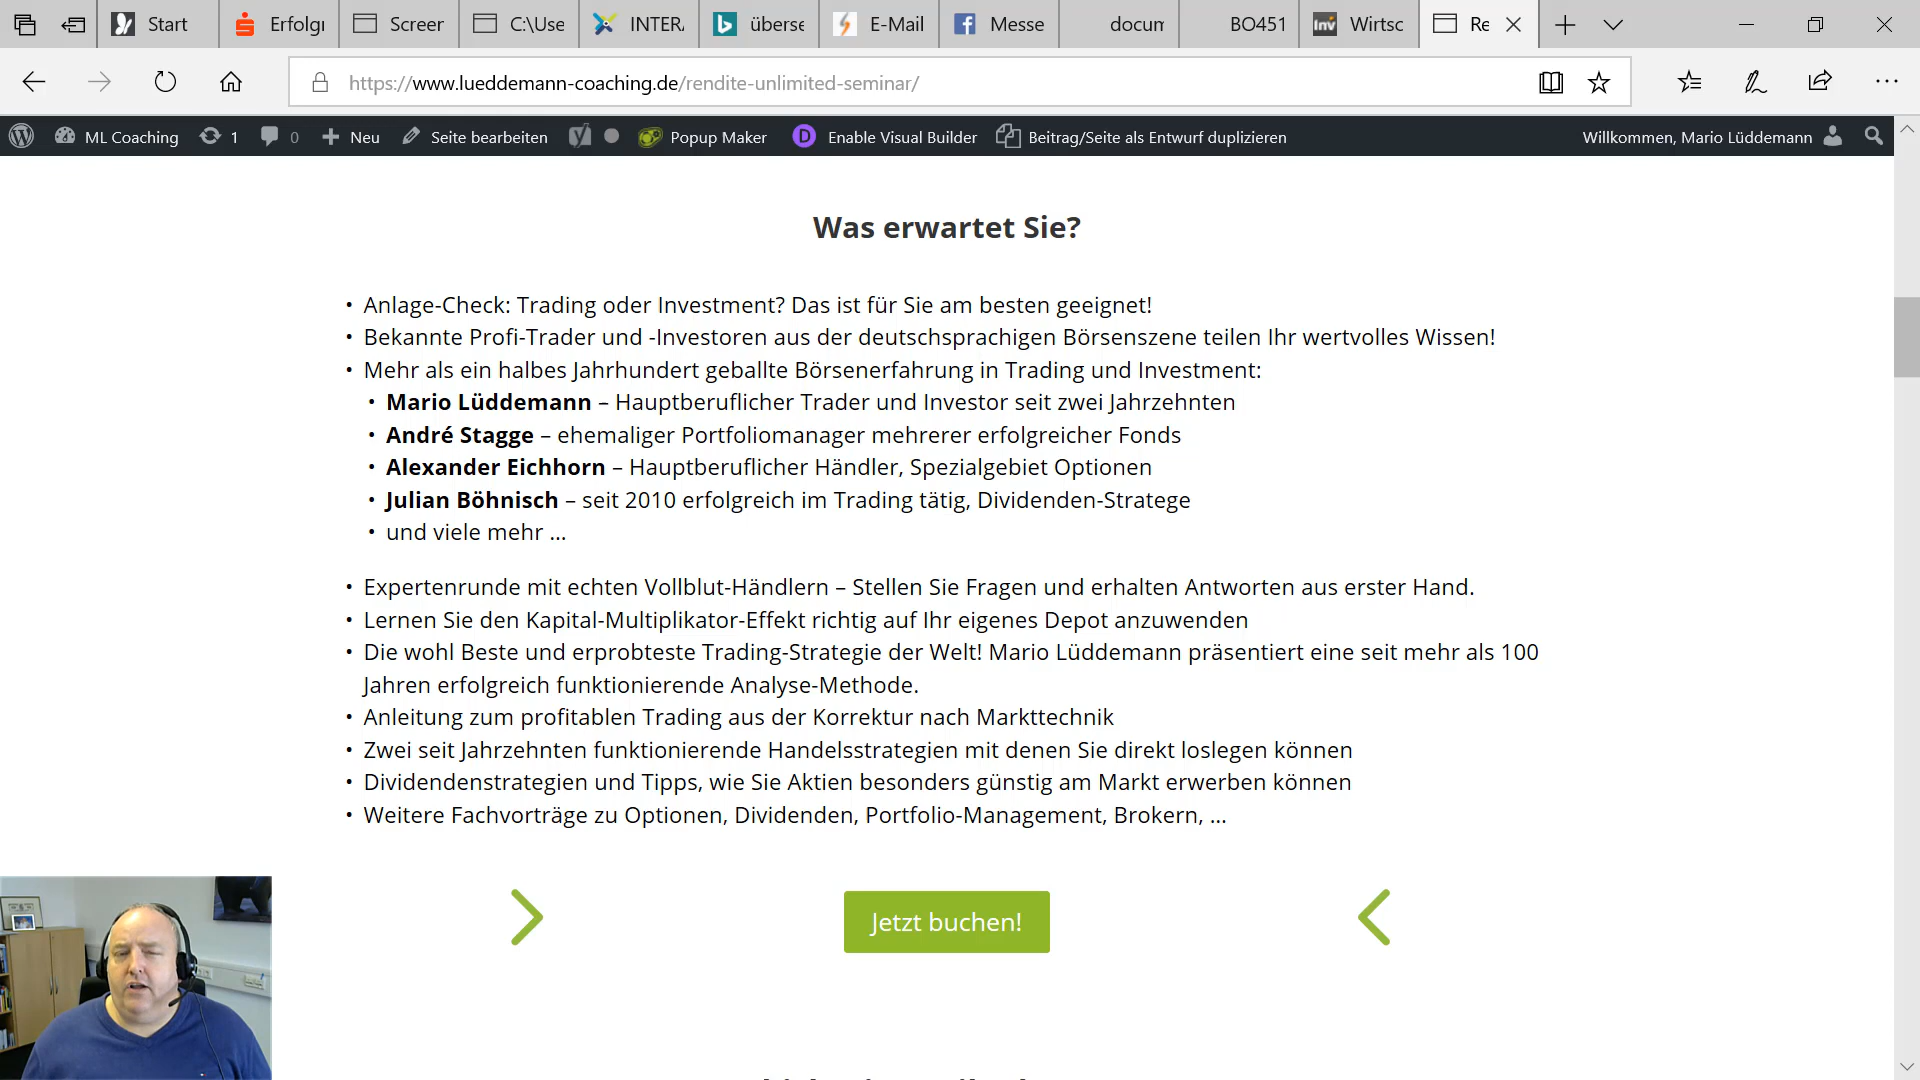 Start
Erfolgr
Screer
C:\Use
INTERA
überse
E-Mail
Messe
docum
BO451
Wirtsc
Re
https://www.lueddemann-coaching.de/rendite-unlimited-seminar/
ML Coaching 1 0 Neu Seite bearbeiten Popup Maker D Enable Visual Builder Beitrag/Seite als Entwurf duplizieren Willkommen, Mario Lüddemann
Was erwartet Sie?
• Anlage-Check: Trading oder Investment? Das ist für Sie am besten geeignet!
• Bekannte Profi-Trader und -Investoren aus der deutschsprachigen Börsenszene teilen Ihr wertvolles Wissen!
• Mehr als ein halbes Jahrhundert geballte Börsenerfahrung in Trading und Investment:
• Mario Lüddemann – Hauptberuflicher Trader und Investor seit zwei Jahrzehnten
• André Stagge – ehemaliger Portfoliomanager mehrerer erfolgreicher Fonds
• Alexander Eichhorn – Hauptberuflicher Händler, Spezialgebiet Optionen
• Julian Böhnisch – seit 2010 erfolgreich im Trading tätig, Dividenden-Stratege
• und viele mehr ...
• Expertenrunde mit echten Vollblut-Händlern – Stellen Sie Fragen und erhalten Antworten aus erster Hand.
• Lernen Sie den Kapital-Multiplikator-Effekt richtig auf Ihr eigenes Depot anzuwenden
• Die wohl Beste und erprobteste Trading-Strategie der Welt! Mario Lüddemann präsentiert eine seit mehr als 100
Jahren erfolgreich funktionierende Analyse-Methode.
• Anleitung zum profitablen Trading aus der Korrektur nach Markttechnik
• Zwei seit Jahrzehnten funktionierende Handelsstrategien mit denen Sie direkt loslegen können
• Dividendenstrategien und Tipps, wie Sie Aktien besonders günstig am Markt erwerben können
• Weitere Fachvorträge zu Optionen, Dividenden, Portfolio-Management, Brokern, ...
Jetzt buchen!